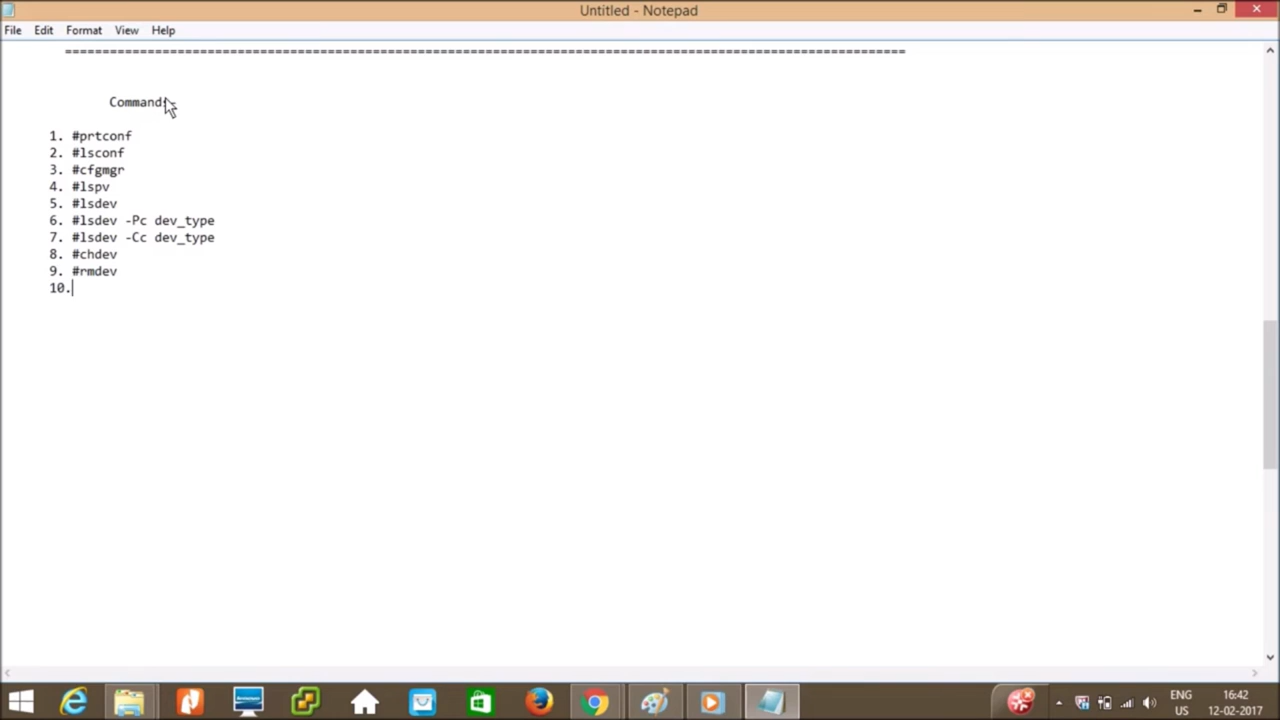 Untitled - Notepad
File Edit Format View Help
================================================================================================================
Command:-
1. #prtconf
2. #lsconf
3. #cfgmgr
4. #lspv
5. #lsdev
6. #lsdev -Pc dev_type
7. #lsdev -Cc dev_type
8. #chdev
9. #rmdev
10.
ENG 16:42
US 12-02-2017